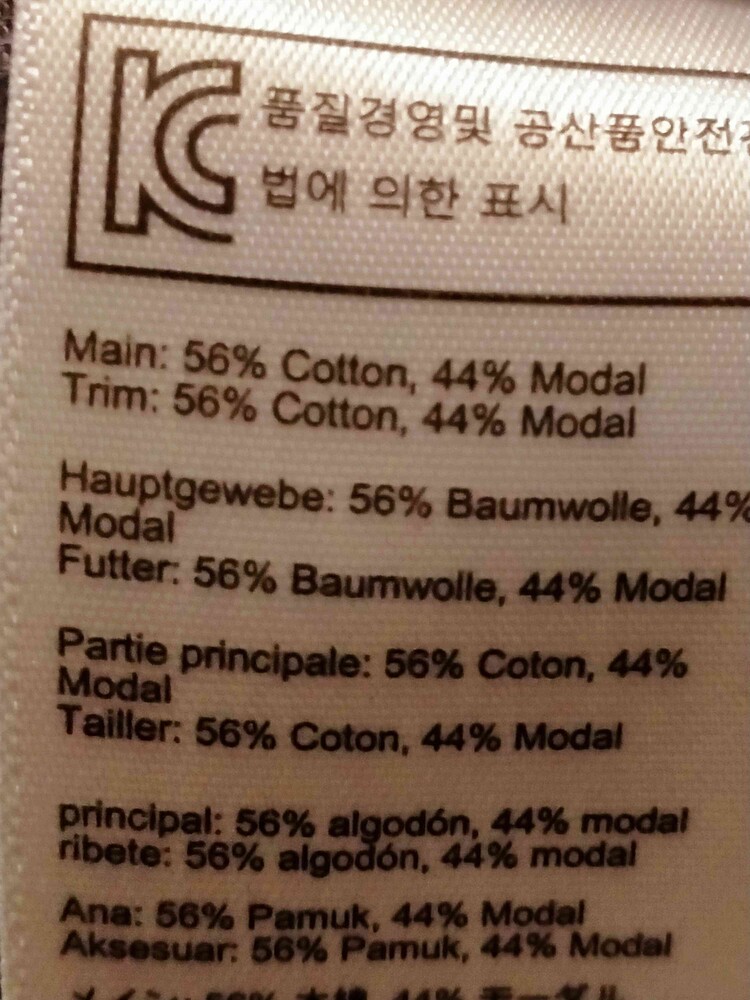 KC 품질경영및 공산품안전
법에 의한 표시
Main: 56% Cotton, 44% Modal
Trim: 56% Cotton, 44% Modal
Hauptgewebe: 56% Baumwolle, 44%
Modal
Futter: 56% Baumwolle, 44% Modal
Partie principale: 56% Coton, 44%
Modal
Tailler: 56% Coton, 44% Modal
principal: 56% algodón, 44% modal
ribete: 56% algodón, 44% modal
Ana: 56% Pamuk, 44% Modal
Aksesuar: 56% Pamuk, 44% Modal